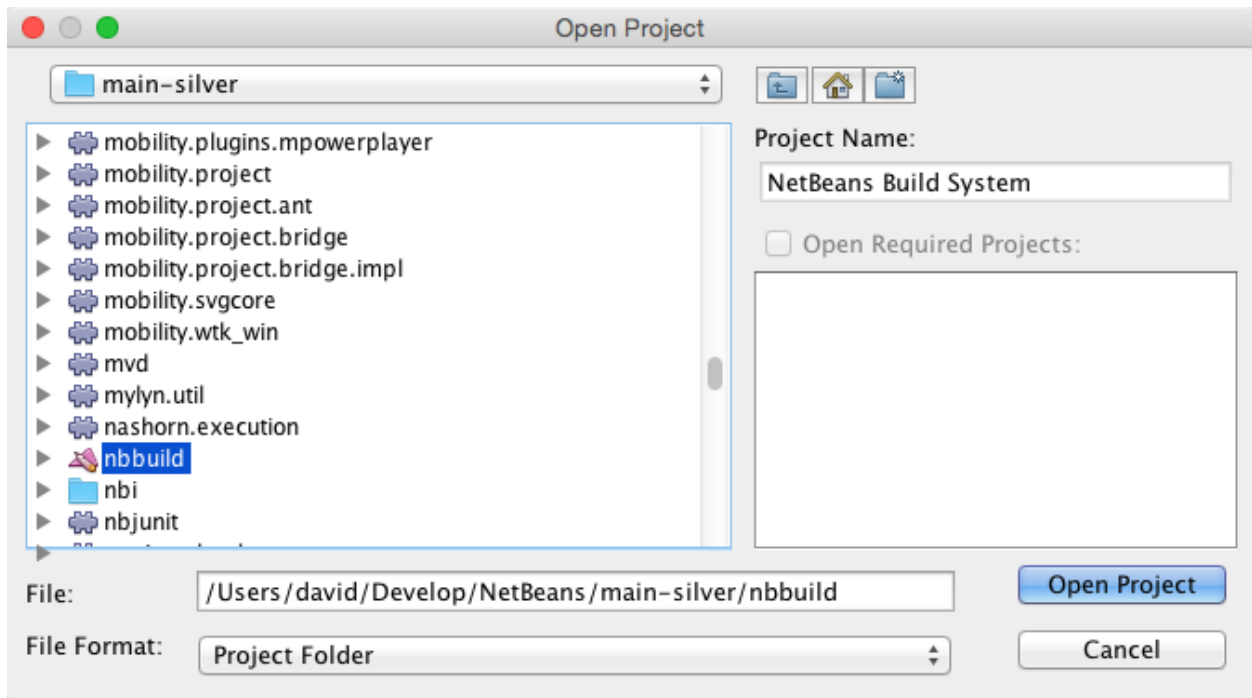 Open Project
main-silver
mobility.plugins.mpowerplayer
mobility.project
mobility.project.ant
mobility.project.bridge
mobility.project.bridge.impl
mobility.svgcore
mobility.wtk_win
mvd
mylyn.util
nashorn.execution
nbbuild
nbi
nbjunit
Project Name:
NetBeans Build System
Open Required Projects:
File:
/Users/david/Develop/NetBeans/main-silver/nbbuild
Open Project
File Format:
Project Folder
Cancel